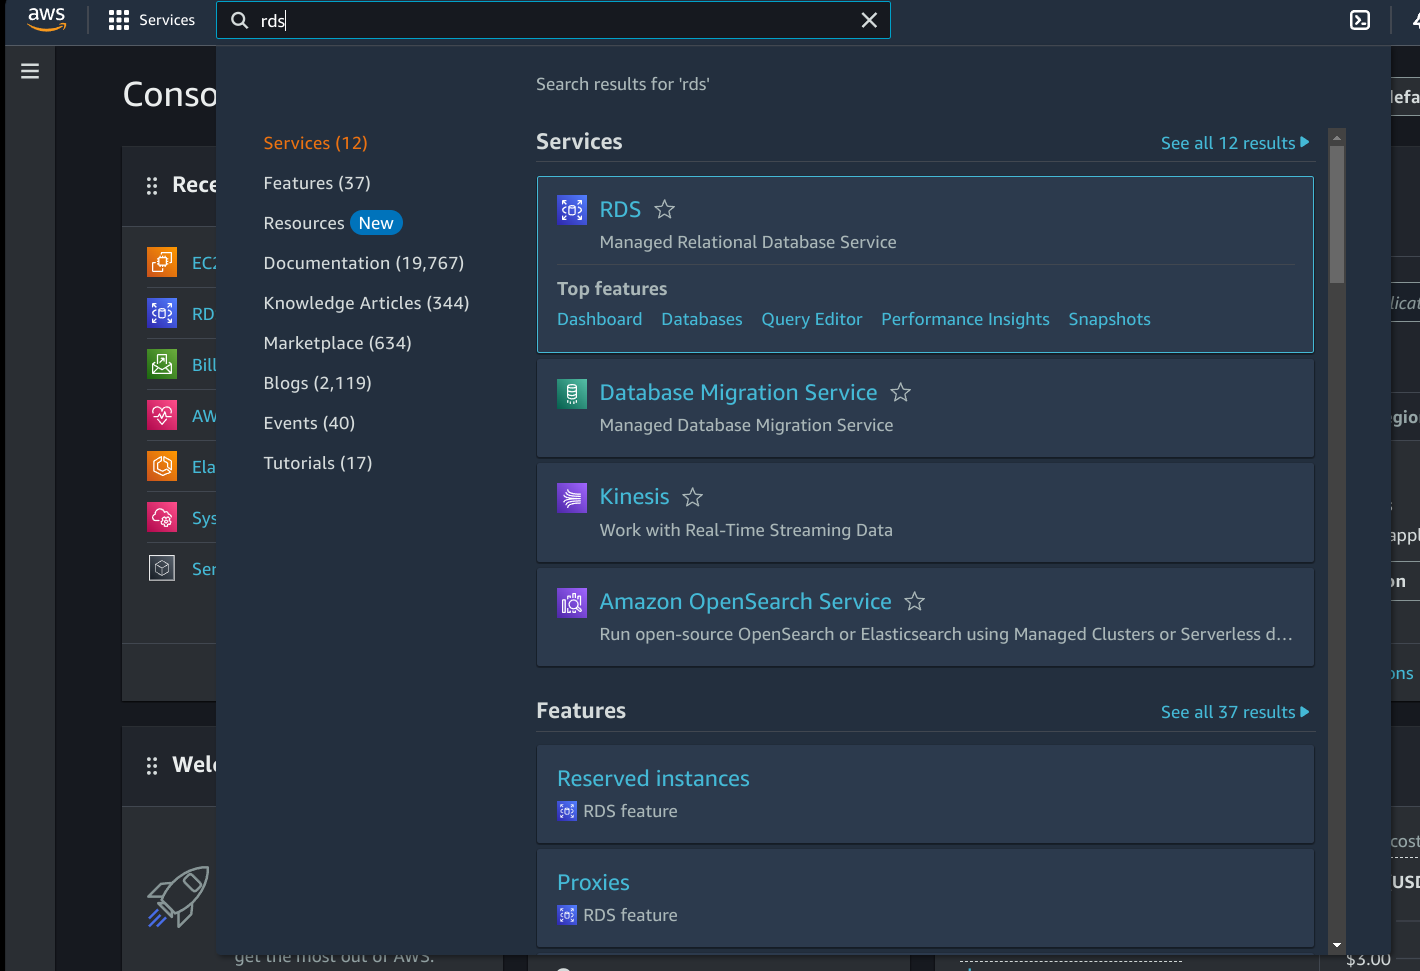 aws
Services
rds
Conso
Search results for 'rds'
Services (12)
Features (37)
Resources New
Documentation (19,767)
Knowledge Articles (344)
Marketplace (634)
Blogs (2,119)
Events (40)
Tutorials (17)
Services
See all 12 results
RDS
Managed Relational Database Service
Top features
Dashboard Databases Query Editor Performance Insights Snapshots
Database Migration Service
Managed Database Migration Service
Kinesis
Work with Real-Time Streaming Data
Amazon OpenSearch Service
Run open-source OpenSearch or Elasticsearch using Managed Clusters or Serverless d...
Features
See all 37 results
Reserved instances
RDS feature
Proxies
RDS feature
Rece
EC2
RD
Bill
AW
Ela
Sys
Ser
Welc
get the most out of AWS.
efa
licat
egio
appl
on
ons
cost
USD
$3.00